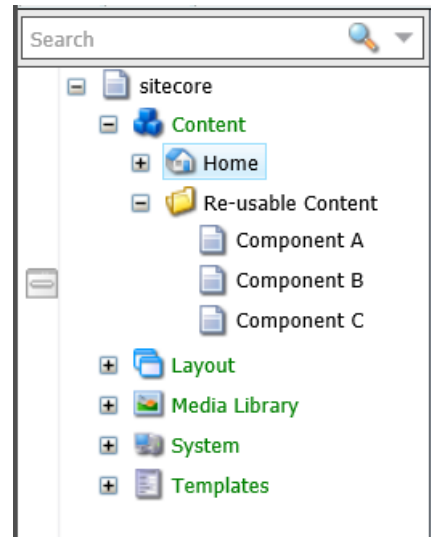 Search
sitecore
Content
Home
Re-usable Content
Component A
Component B
Component C
Layout
Media Library
System
Templates